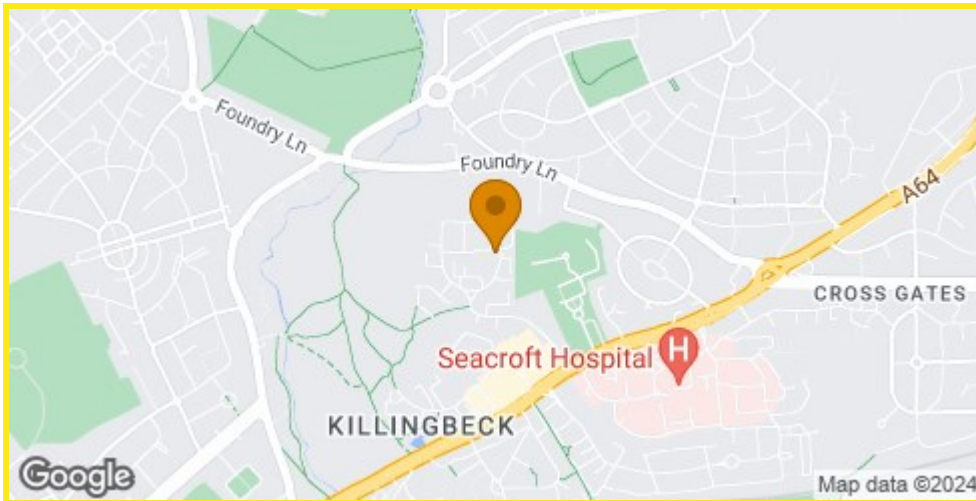 Foundry Ln
Foundry Ln
A64
CROSS GATES
Seacroft Hospital
H
KILLINGBECK
Google
Map data ©2024